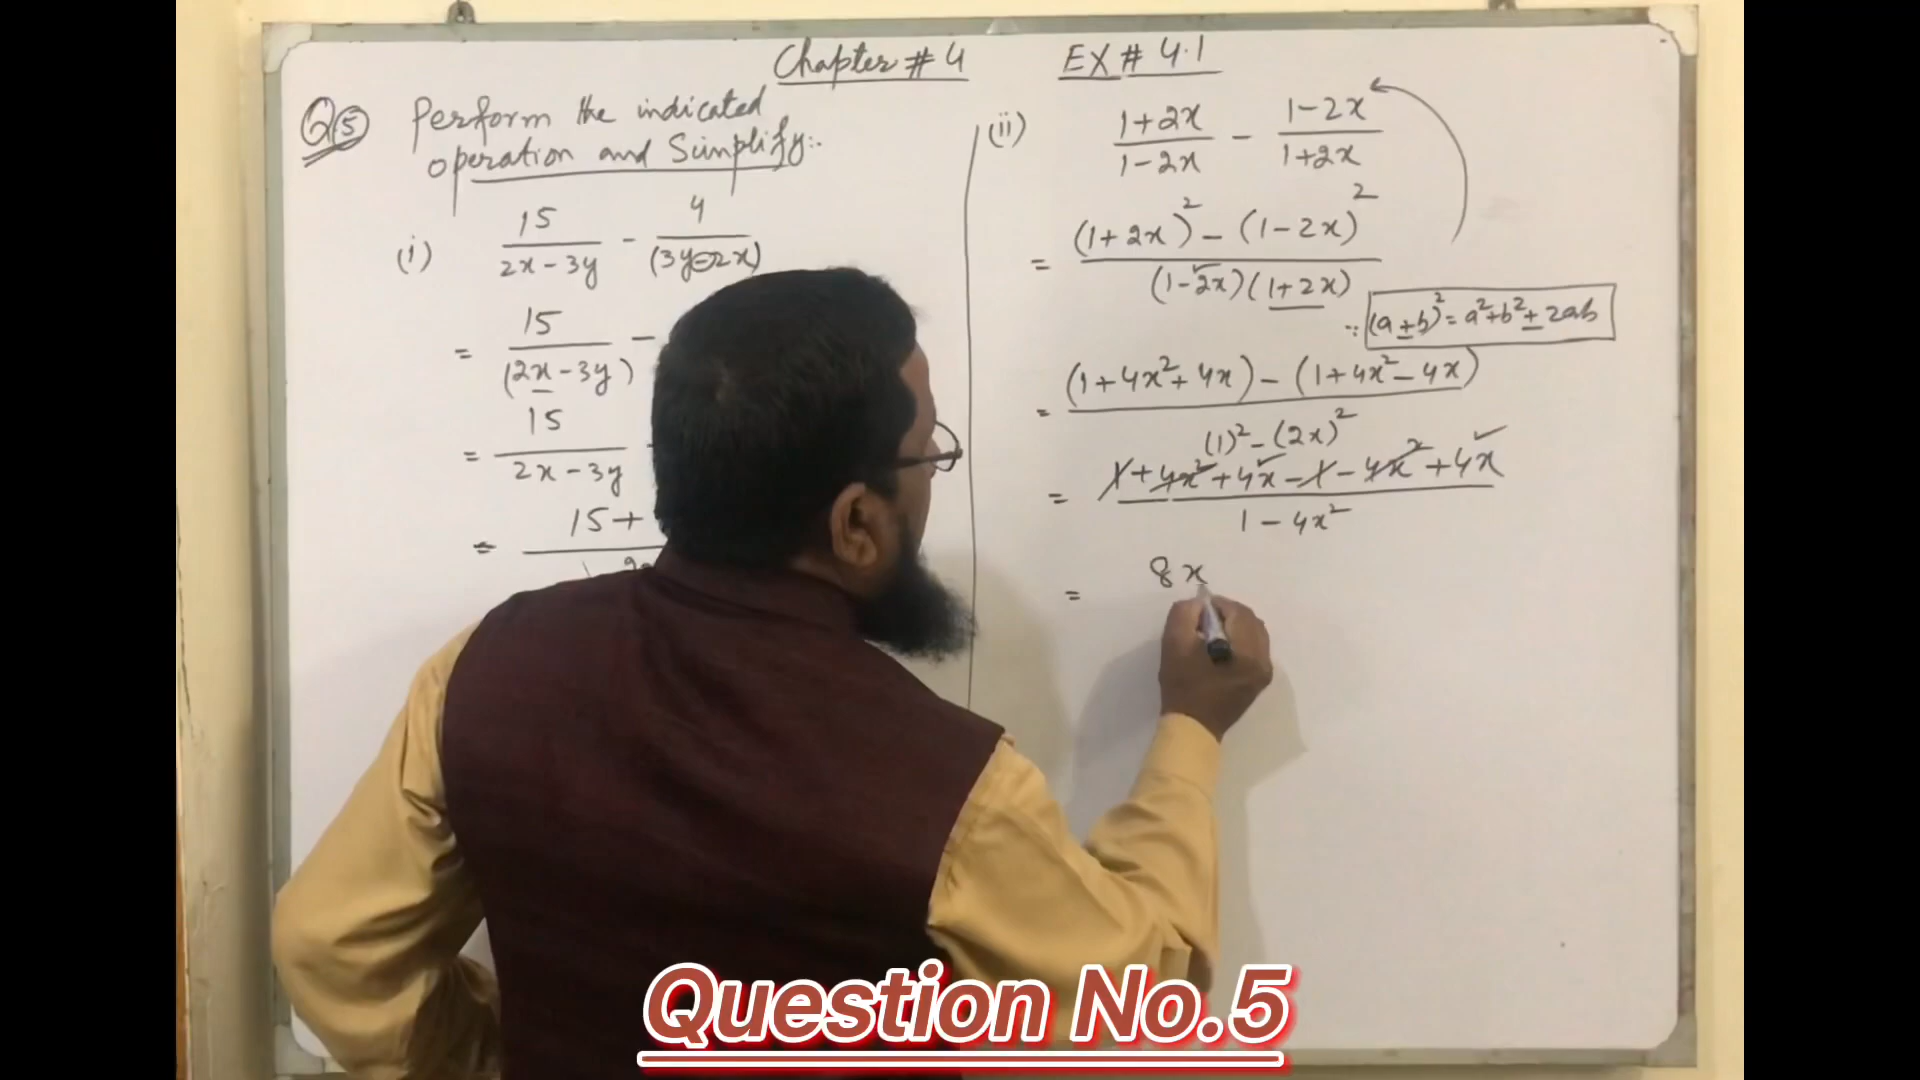 Chapter # 4
EX # 4.1
Q5 Perform the indicated
operation and Simplify:-
(i) 15/(2x-3y) - 4/(3y-2x)
= 15/(2x-3y) -
= 15/(2x-3y)
= 15+
(ii) (1+2x)/(1-2x) - (1-2x)/(1+2x)
= ((1+2x)² - (1-2x)²)/((1-2x)(1+2x))
∵ (a±b)² = a²+b²±2ab
= ((1+4x²+4x) - (1+4x²-4x))/((1)²-(2x)²)
= (1+4x²+4x-1-4x²+4x)/(1-4x²)
= 8x
Question No.5